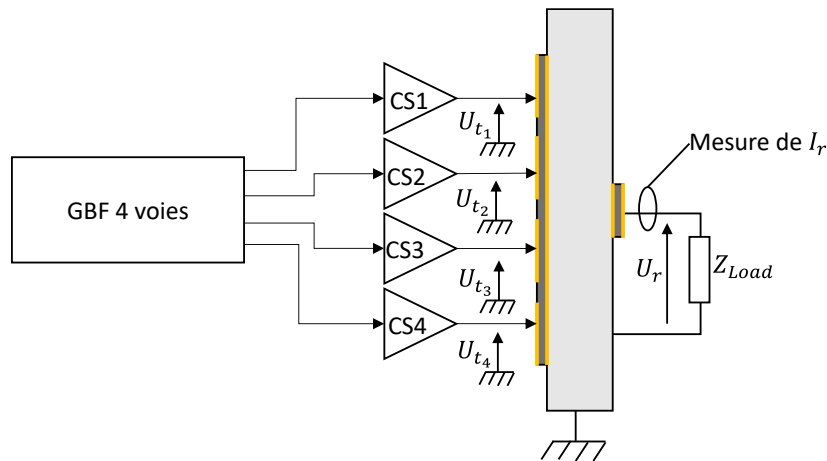 GBF 4 voies
CS1
U_{t_1}
CS2
U_{t_2}
CS3
U_{t_3}
CS4
U_{t_4}
Mesure de I_r
U_r
Z_{Load}